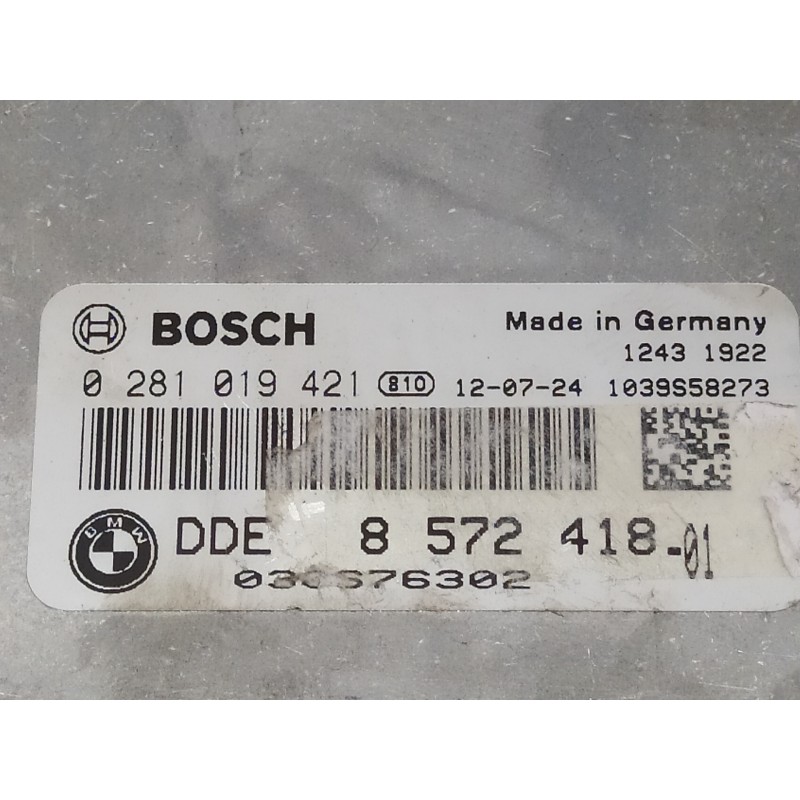 BOSCH Made in Germany
1243 1922
0 281 019 421 810 12-07-24 1039S58273
BMW DDE 8 572 418-01